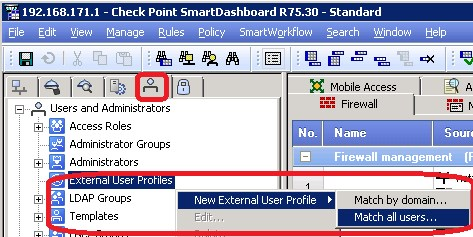 192.168.171.1 - Check Point SmartDashboard R75.30 - Standard
File Edit View Manage Rules Policy SmartWorkflow Search Window
Users and Administrators
Access Roles
Administrator Groups
Administrators
External User Profiles
LDAP Groups
Templates
New External User Profile
Edit...
Match by domain...
Match all users...
Mobile Access
Firewall
No. Name
Firewall management
1